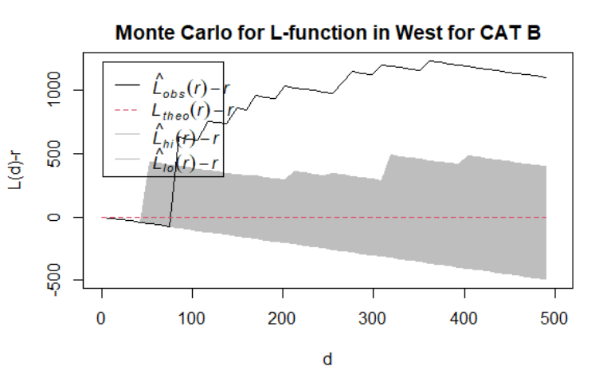 Monte Carlo for L-function in West for CAT B
L̂obs(r) – r
Ltheo(r) – r
L̂hi(r) – r
L̂lo(r) – r
L(d)-r
1000
500
0
-500
0 100 200 300 400 500
d